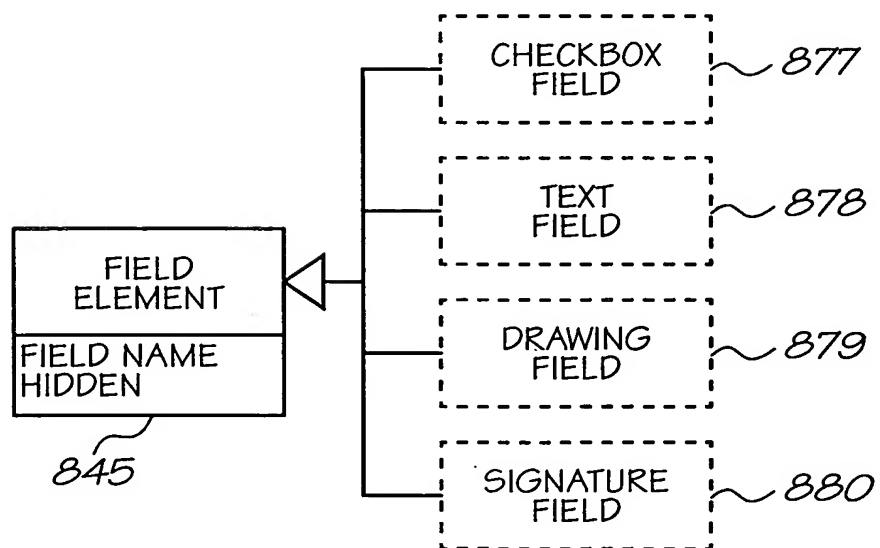 CHECKBOX
FIELD
877
TEXT
FIELD
878
FIELD
ELEMENT
FIELD NAME
HIDDEN
845
DRAWING
FIELD
879
SIGNATURE
FIELD
880